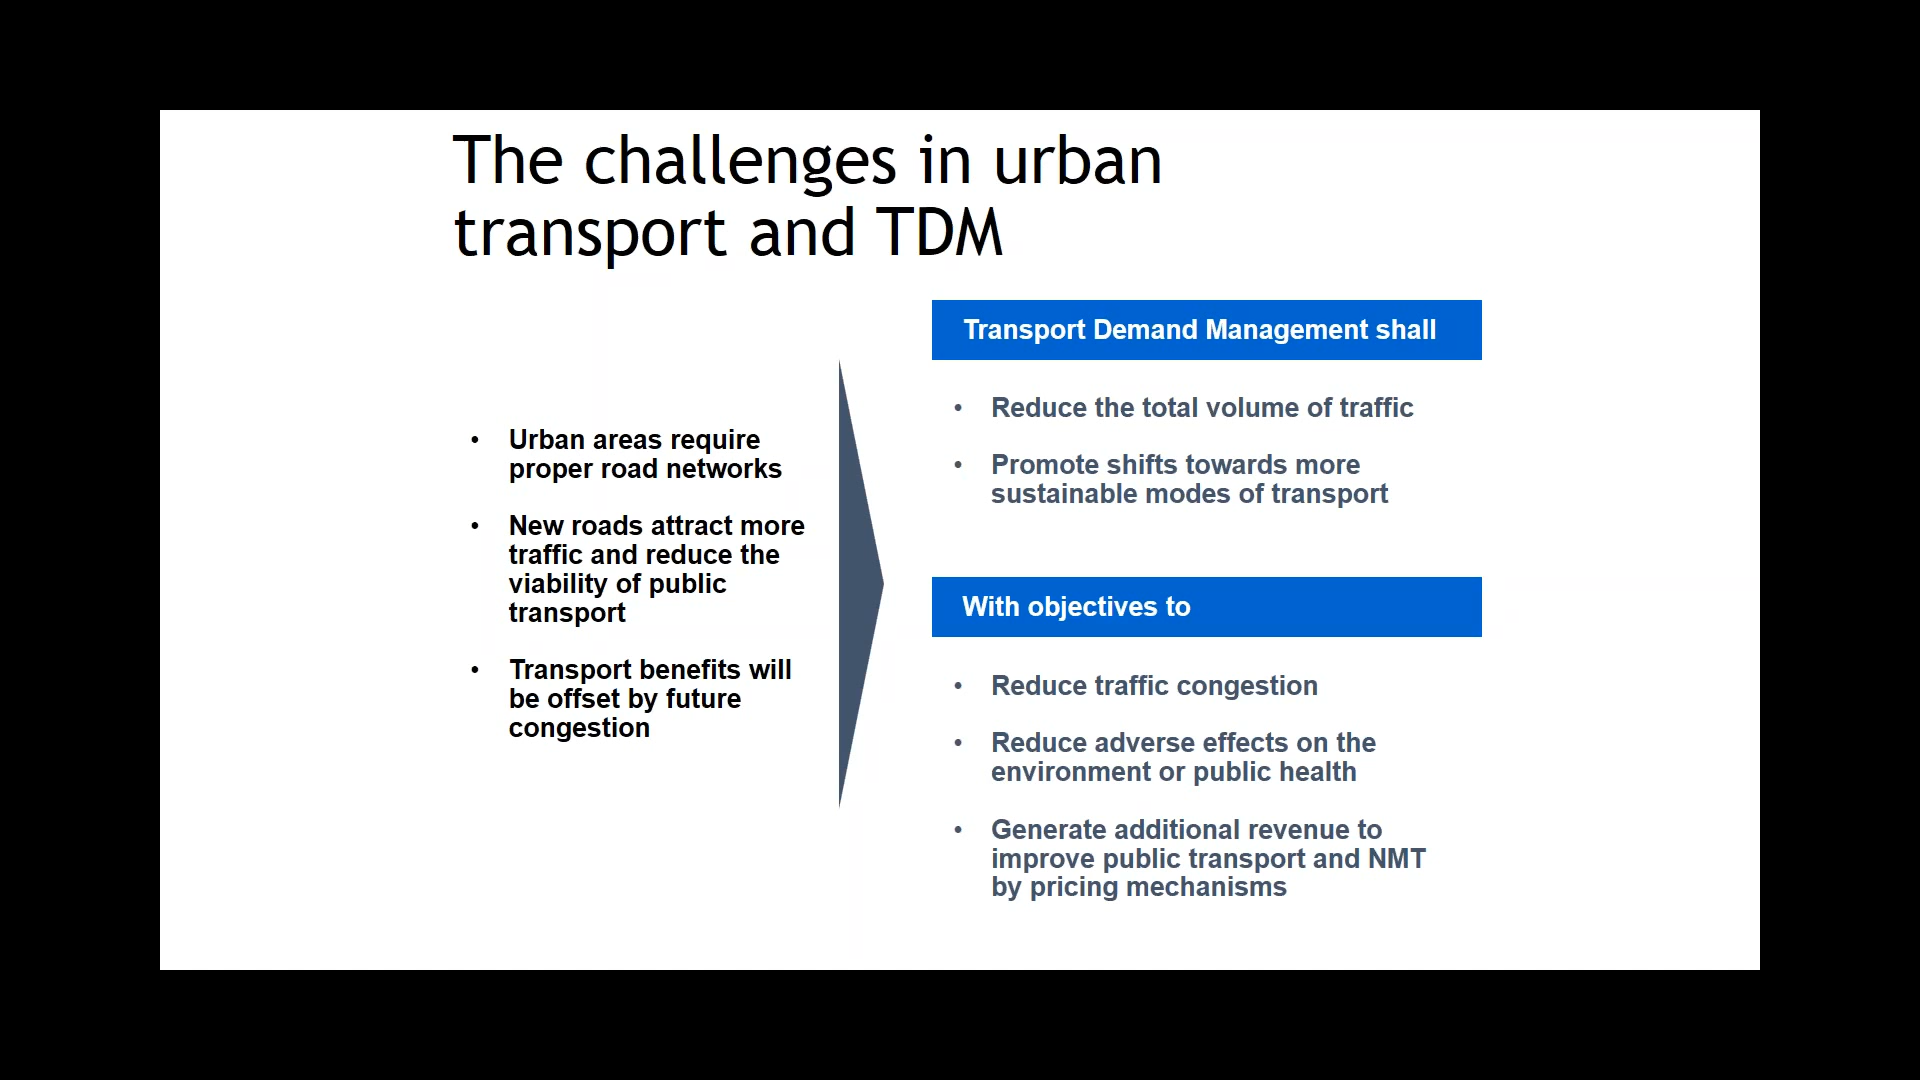 The challenges in urban
transport and TDM
• Urban areas require
proper road networks
• New roads attract more
traffic and reduce the
viability of public
transport
• Transport benefits will
be offset by future
congestion
Transport Demand Management shall
• Reduce the total volume of traffic
• Promote shifts towards more
sustainable modes of transport
With objectives to
• Reduce traffic congestion
• Reduce adverse effects on the
environment or public health
• Generate additional revenue to
improve public transport and NMT
by pricing mechanisms